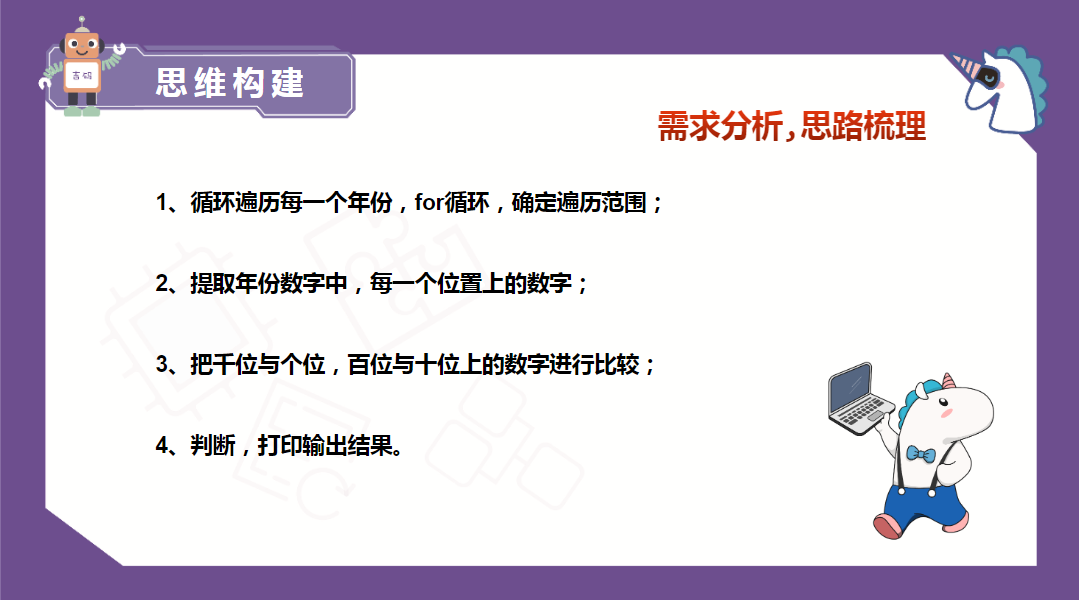 吉码
思维构建
需求分析,思路梳理
1、循环遍历每一个年份，for循环，确定遍历范围；
2、提取年份数字中，每一个位置上的数字；
3、把千位与个位，百位与十位上的数字进行比较；
4、判断，打印输出结果。